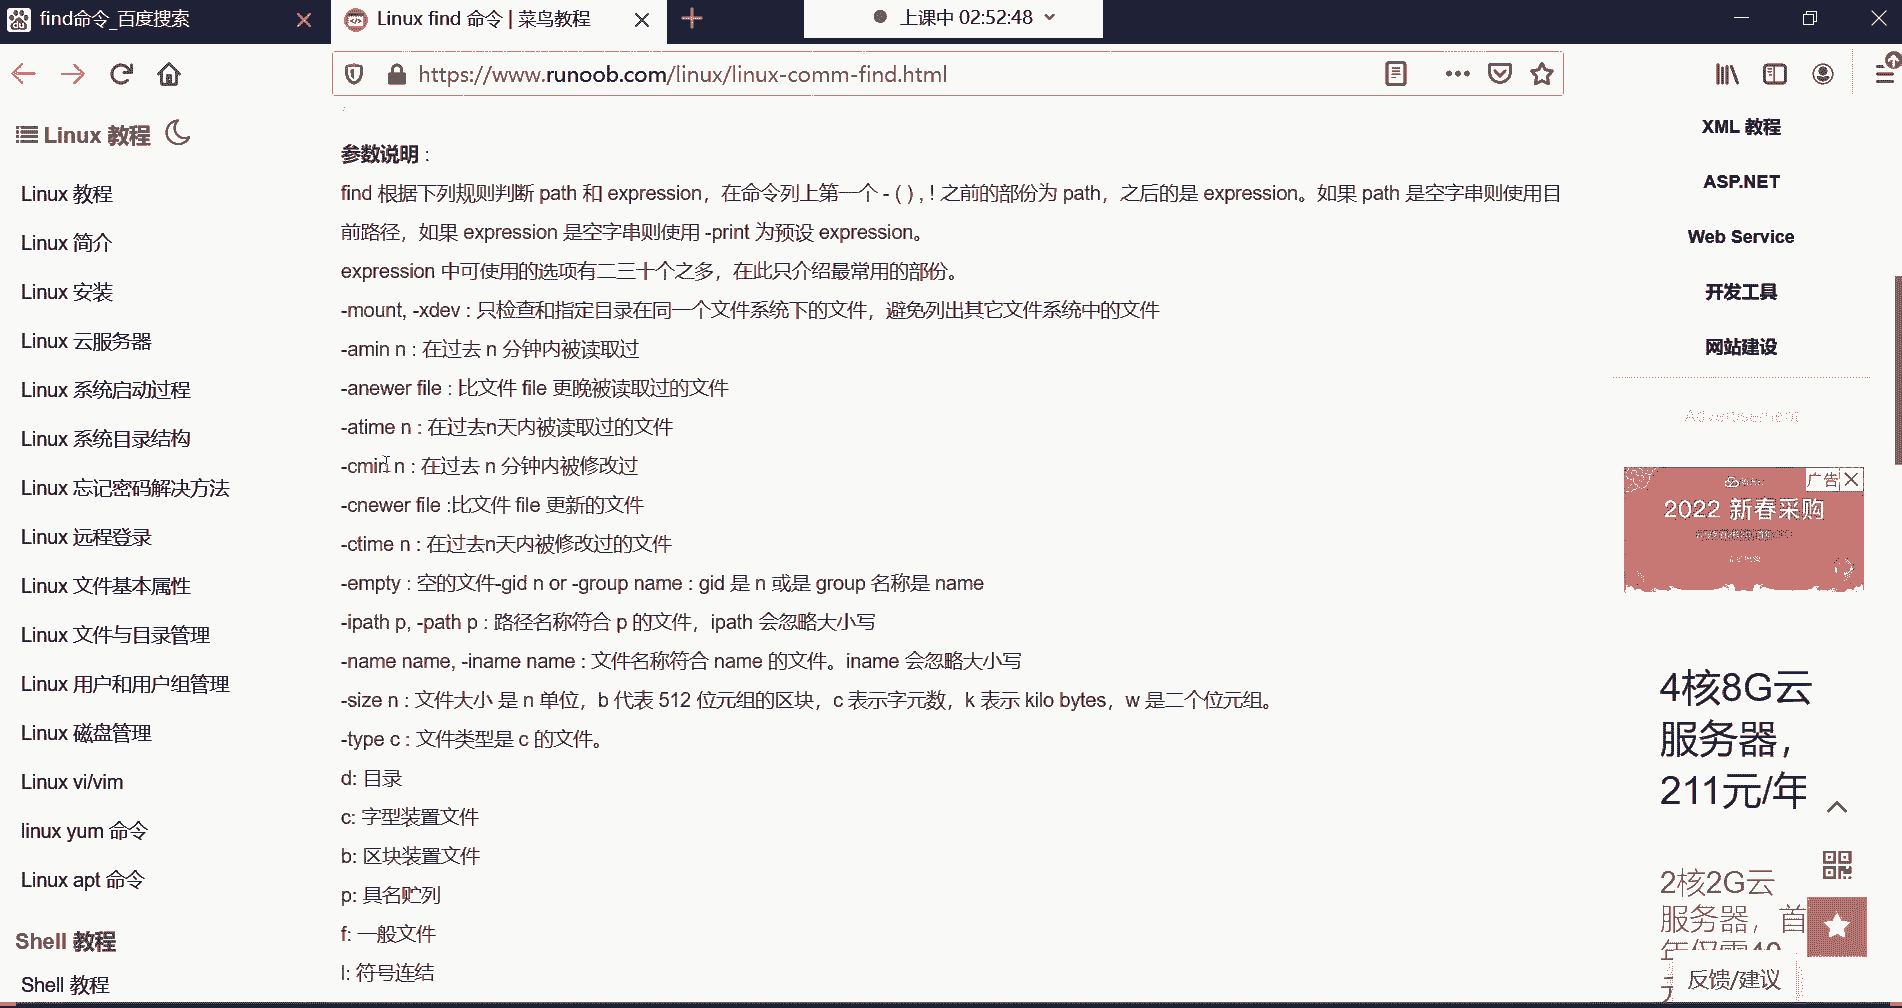 find命令_百度搜索
Linux find 命令 | 菜鸟教程
上课中 02:52:48
https://www.runoob.com/linux/linux-comm-find.html
Linux 教程
Linux 教程
Linux 简介
Linux 安装
Linux 云服务器
Linux 系统启动过程
Linux 系统目录结构
Linux 忘记密码解决方法
Linux 远程登录
Linux 文件基本属性
Linux 文件与目录管理
Linux 用户和用户组管理
Linux 磁盘管理
Linux vi/vim
linux yum 命令
Linux apt 命令
Shell 教程
Shell 教程
参数说明 :
find 根据下列规则判断 path 和 expression，在命令列上第一个 - ( ) , ! 之前的部份为 path，之后的是 expression。如果 path 是空字串则使用目
前路径，如果 expression 是空字串则使用 -print 为预设 expression。
expression 中可使用的选项有二三十个之多，在此只介绍最常用的部份。
-mount, -xdev : 只检查和指定目录在同一个文件系统下的文件，避免列出其它文件系统中的文件
-amin n : 在过去 n 分钟内被读取过
-anewer file : 比文件 file 更晚被读取过的文件
-atime n : 在过去n天内被读取过的文件
-cmin n : 在过去 n 分钟内被修改过
-cnewer file :比文件 file 更新的文件
-ctime n : 在过去n天内被修改过的文件
-empty : 空的文件-gid n or -group name : gid 是 n 或是 group 名称是 name
-ipath p, -path p : 路径名称符合 p 的文件，ipath 会忽略大小写
-name name, -iname name : 文件名称符合 name 的文件。iname 会忽略大小写
-size n : 文件大小 是 n 单位，b 代表 512 位元组的区块，c 表示字元数，k 表示 kilo bytes，w 是二个位元组。
-type c : 文件类型是 c 的文件。
d: 目录
c: 字型装置文件
b: 区块装置文件
p: 具名贮列
f: 一般文件
l: 符号连结
XML 教程
ASP.NET
Web Service
开发工具
网站建设
Advertisement
广告
2022 新春采购
4核8G云
服务器，
211元/年
2核2G云
服务器，首
反馈/建议